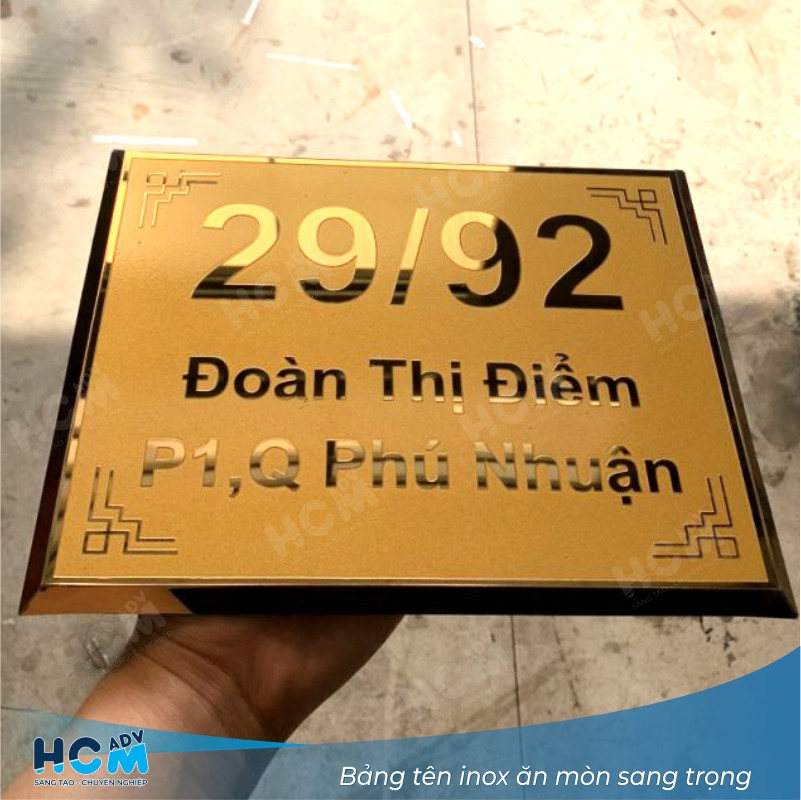 29/92
Đoàn Thị Điểm
P1,Q Phú Nhuận
HCM ADV
SÁNG TẠO - CHUYÊN NGHIỆP
Bảng tên inox ăn mòn sang trọng